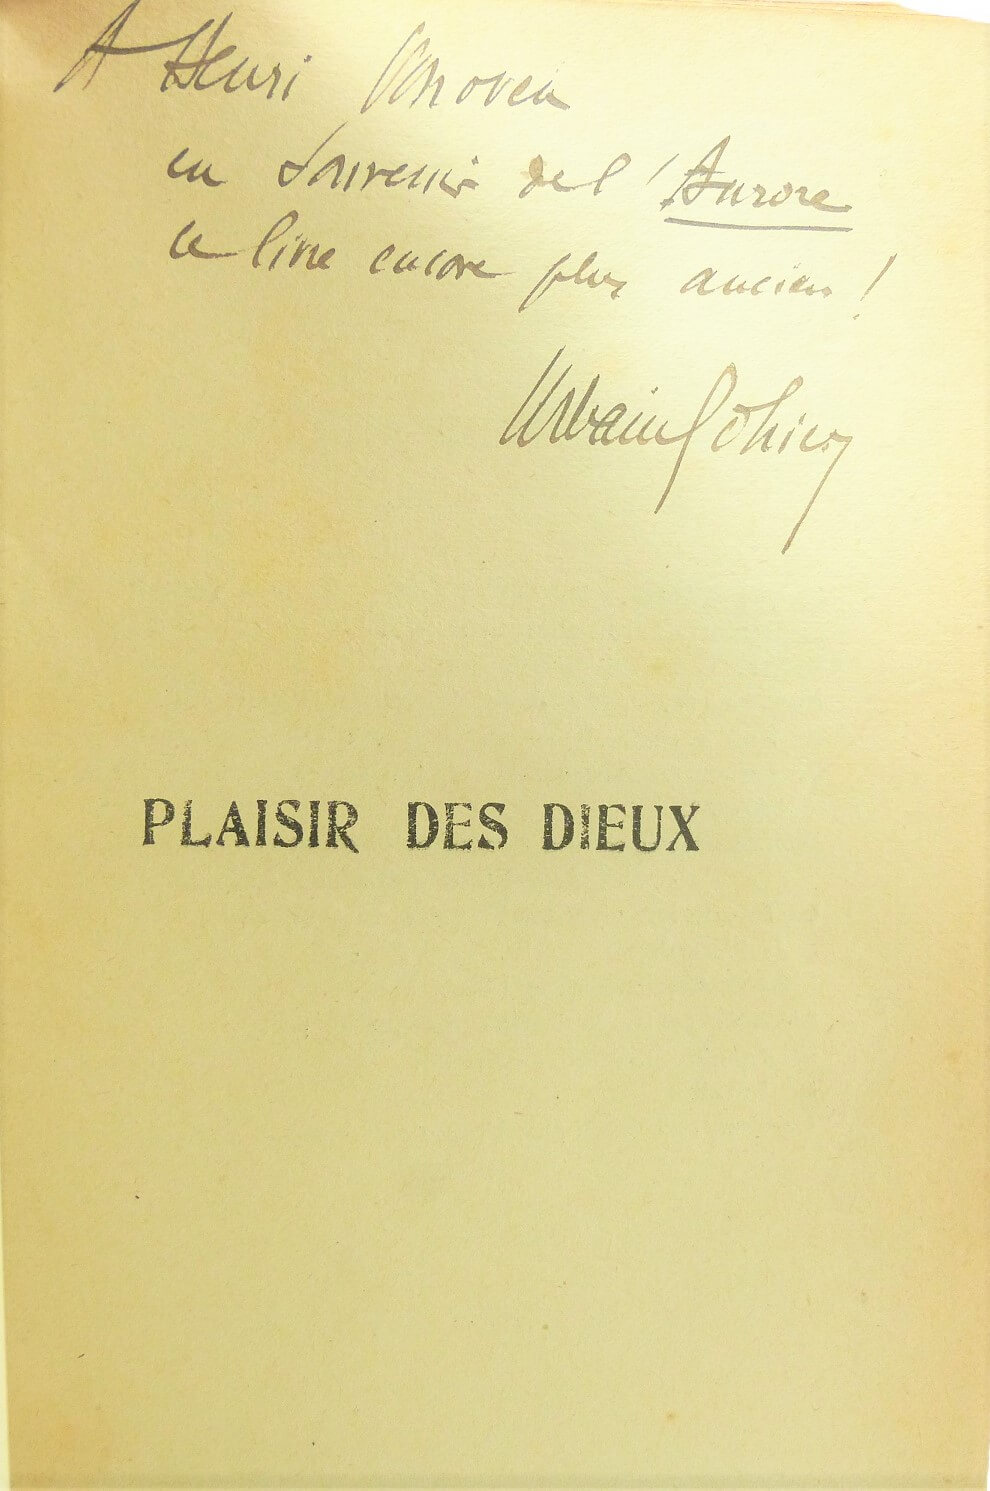 A Henri
en souvenir de l'Aurore
ce livre encore plus ancien !
Urbain Gohier
PLAISIR DES DIEUX